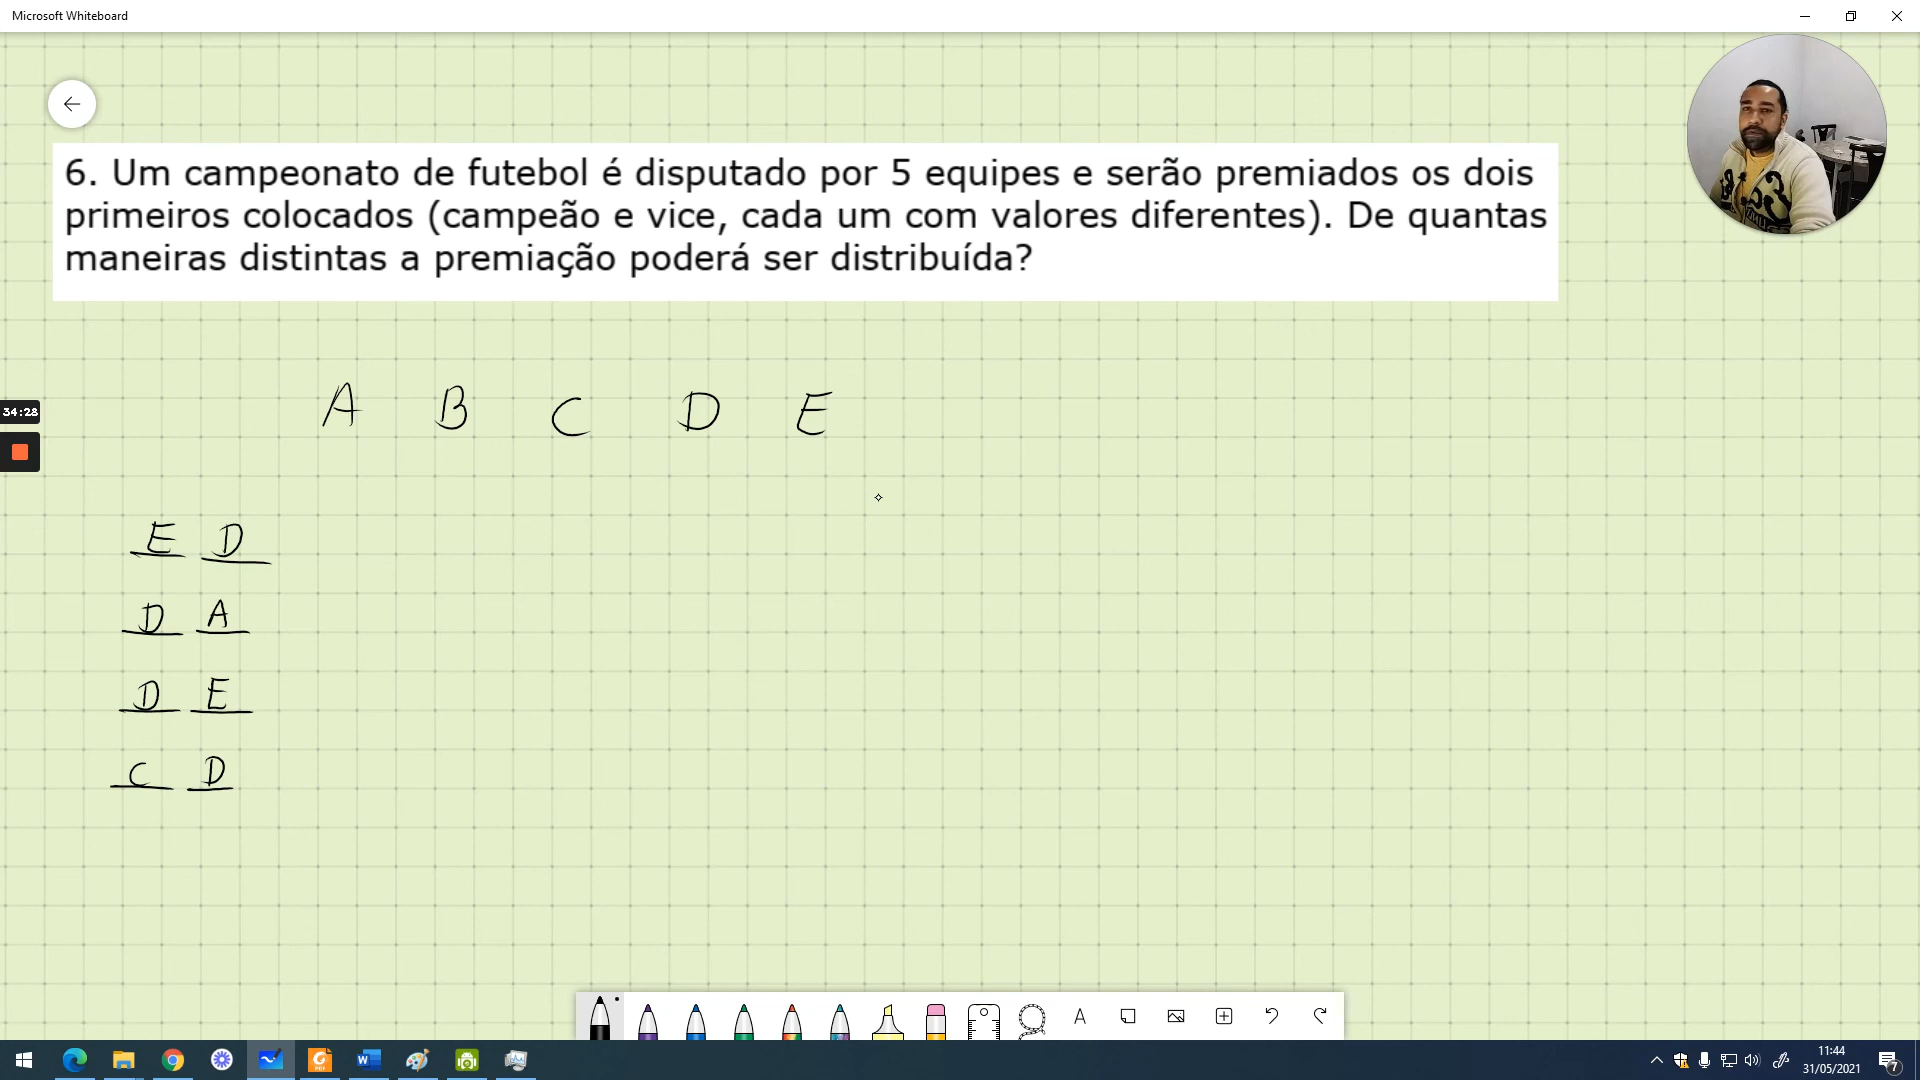 Microsoft Whiteboard
6. Um campeonato de futebol é disputado por 5 equipes e serão premiados os dois
primeiros colocados (campeão e vice, cada um com valores diferentes). De quantas
maneiras distintas a premiação poderá ser distribuída?
A B C D E
34:28
E D
D A
D E
C D
A
11:44
31/05/2021
7